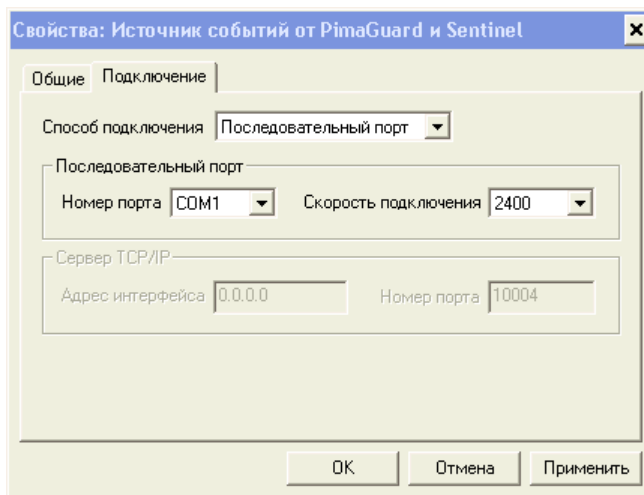 Свойства: Источник событий от PimaGuard и Sentinel
Общие Подключение
Способ подключения Последовательный порт
Последовательный порт
Номер порта COM1 Скорость подключения 2400
Сервер TCP/IP
Адрес интерфейса 0.0.0.0 Номер порта 10004
OK Отмена Применить